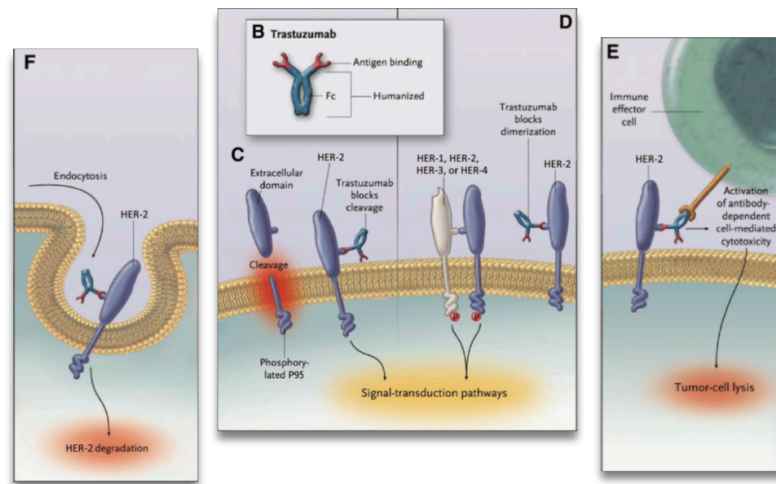 F
Endocytosis
HER-2
HER-2 degradation
B
Trastuzumab
Antigen binding
Fc
Humanized
C
Extracellular
domain
HER-2
Trastuzumab
blocks
cleavage
Cleavage
Phosphory-
lated P95
D
HER-1, HER-2,
HER-3, or HER-4
Trastuzumab
blocks
dimerization
HER-2
P
P
Signal-transduction pathways
E
Immune
effector
cell
HER-2
Activation
of antibody-
dependent
cell-mediated
cytotoxicity
Tumor-cell lysis